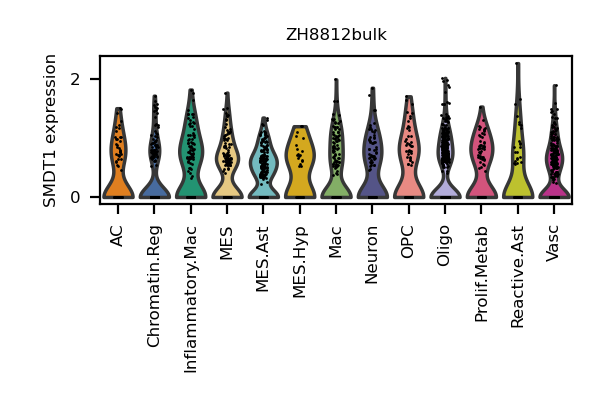 ZH8812bulk
SMDT1 expression
2
0
AC
Chromatin.Reg
Inflammatory.Mac
MES
MES.Ast
MES.Hyp
Mac
Neuron
OPC
Oligo
Prolif.Metab
Reactive.Ast
Vasc